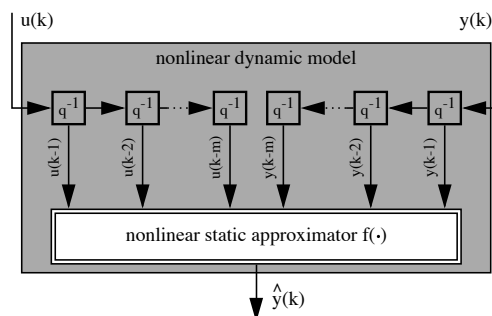 u(k) y(k)
nonlinear dynamic model
q⁻¹ q⁻¹ q⁻¹ q⁻¹ q⁻¹ q⁻¹
u(k-1) u(k-2) u(k-m) y(k-m) y(k-2) y(k-1)
nonlinear static approximator f(·)
ŷ(k)